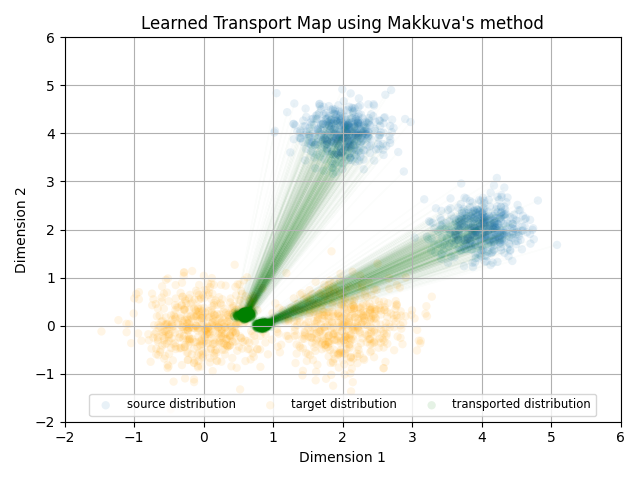 Learned Transport Map using Makkuva's method
6
5
4
3
2
1
0
−1
−2
Dimension 2
source distribution target distribution transported distribution
−2 −1 0 1 2 3 4 5 6
Dimension 1